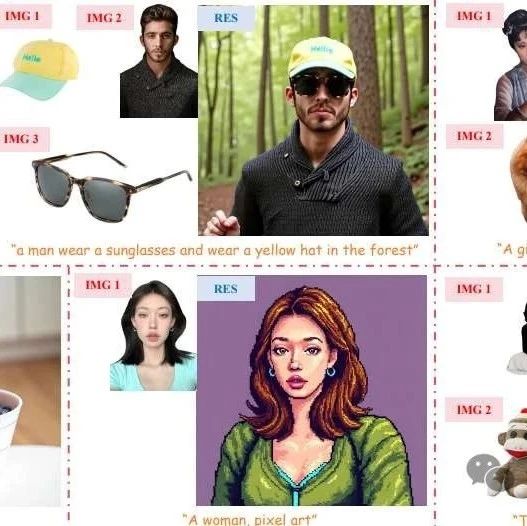 IMG 1
IMG 2
RES
IMG 1
Hello
Hello
IMG 3
IMG 2
"a man wear a sunglasses and wear a yellow hat in the forest"
"A g
IMG 1
RES
IMG 1
IMG 2
"A woman, pixel art"
"T